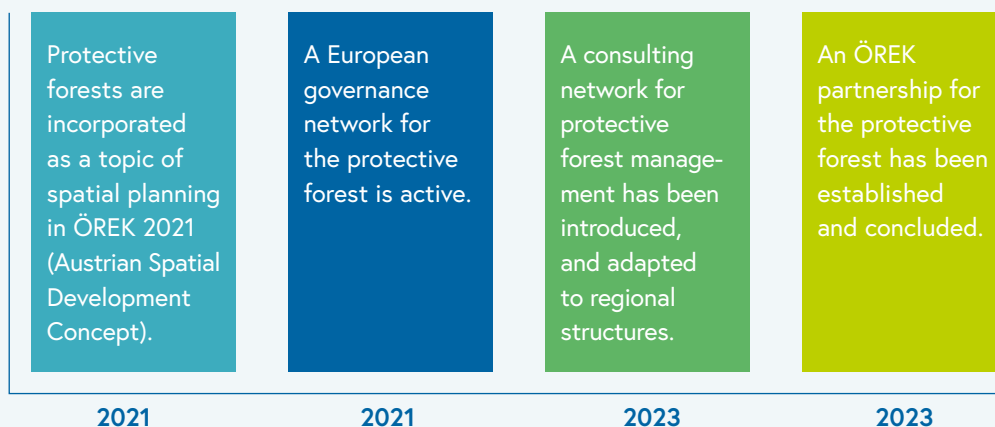 Protective
forests are
incorporated
as a topic of
spatial planning
in ÖREK 2021
(Austrian Spatial
Development
Concept).
A European
governance
network for
the protective
forest is active.
A consulting
network for
protective
forest manage-
ment has been
introduced,
and adapted
to regional
structures.
An ÖREK
partnership for
the protective
forest has been
established
and concluded.
2021
2021
2023
2023